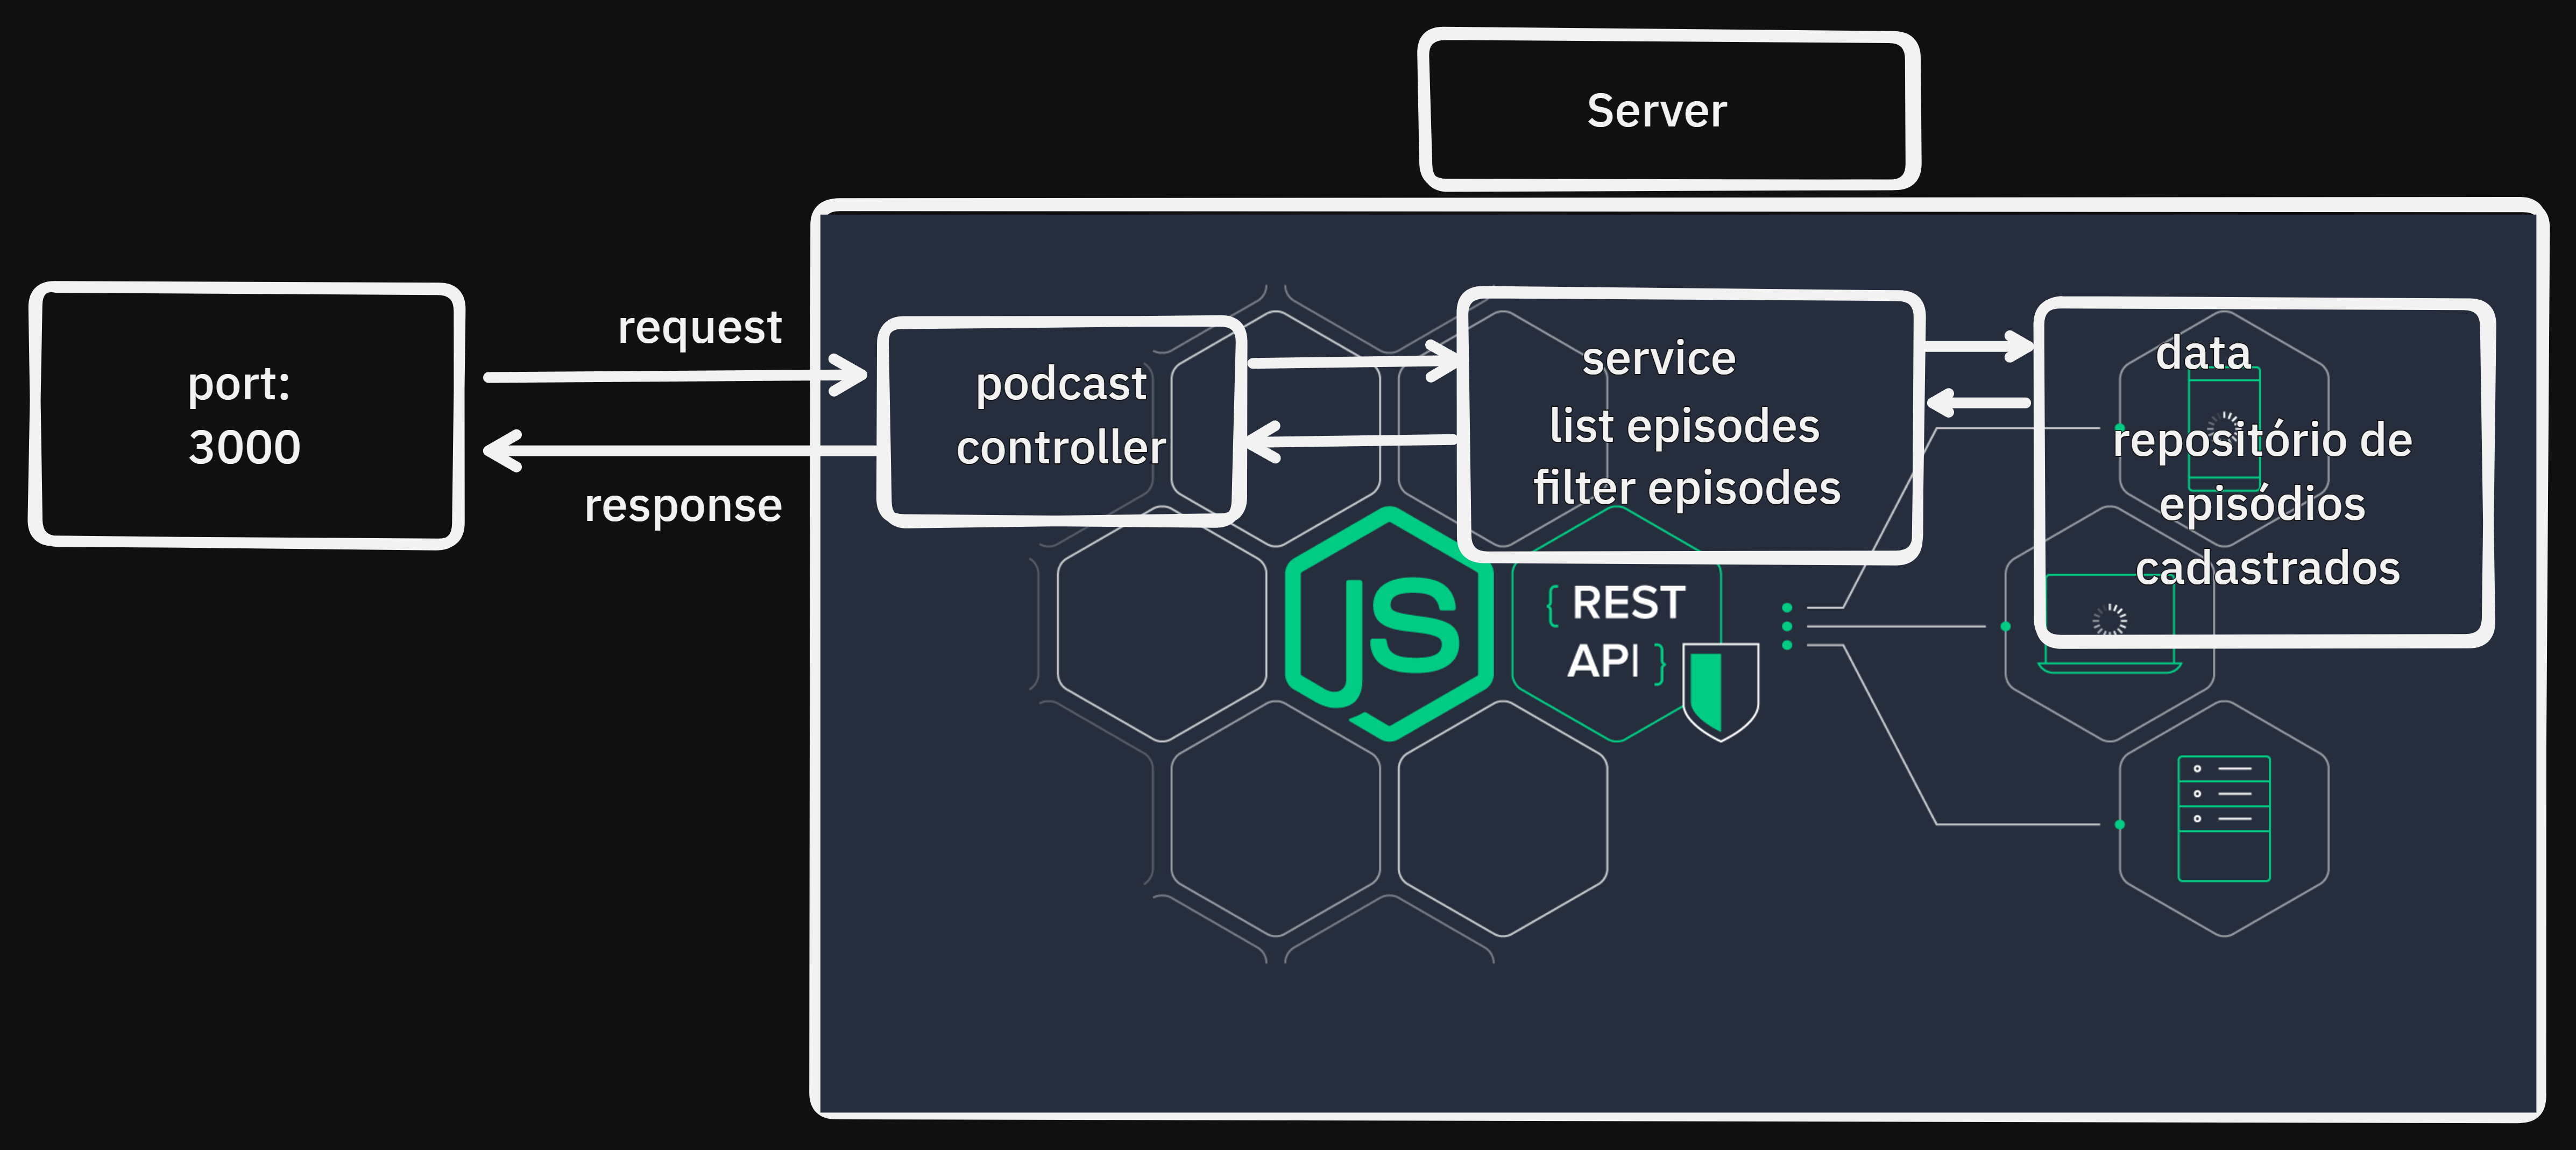 Server
port:
3000
request
response
podcast
controller
service
list episodes
filter episodes
data
repositório de
episódios
cadastrados
JS
{ REST
API }